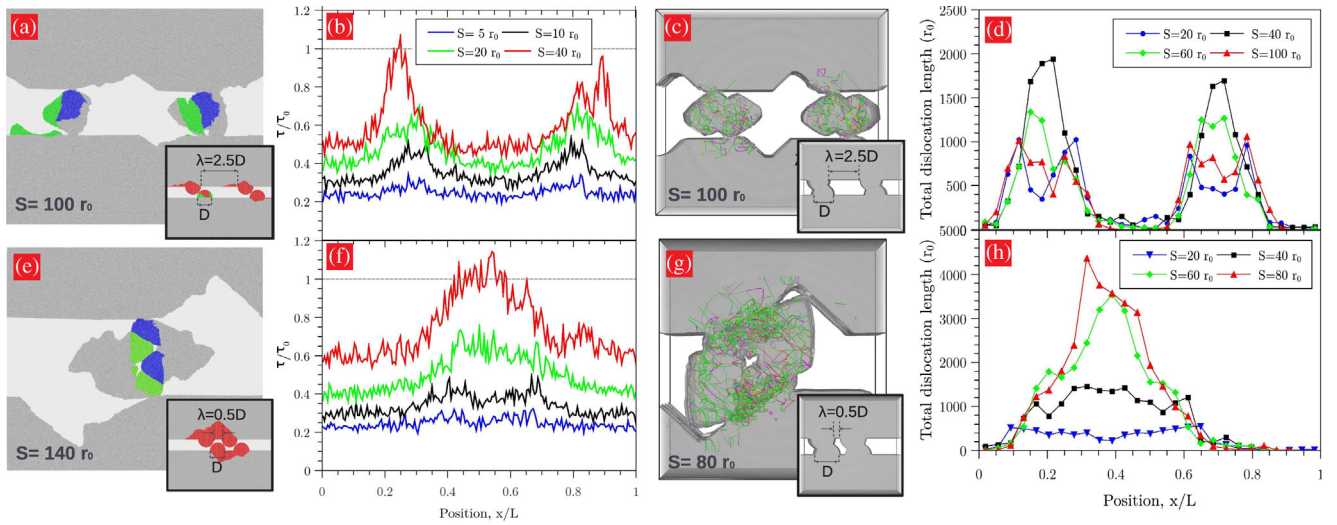 (a)
λ=2.5D
D
S= 100 r₀
(b)
S= 5 r₀
S=10 r₀
S=20 r₀
S=40 r₀
τ/τ₀
1.2
1
0.8
0.6
0.4
0.2
(c)
λ=2.5D
D
S= 100 r₀
(d)
S=20 r₀
S=40 r₀
S=60 r₀
S=100 r₀
Total dislocation length (r₀)
2500
2000
1500
1000
500
(e)
λ=0.5D
D
S= 140 r₀
(f)
τ/τ₀
1.2
1
0.8
0.6
0.4
0.2
0
0
0.2
0.4
0.6
0.8
1
Position, x/L
(g)
λ=0.5D
D
S= 80 r₀
(h)
S=20 r₀
S=40 r₀
S=60 r₀
S=80 r₀
Total dislocation length (r₀)
5000
4000
3000
2000
1000
0
0
0.2
0.4
0.6
0.8
1
Position, x/L